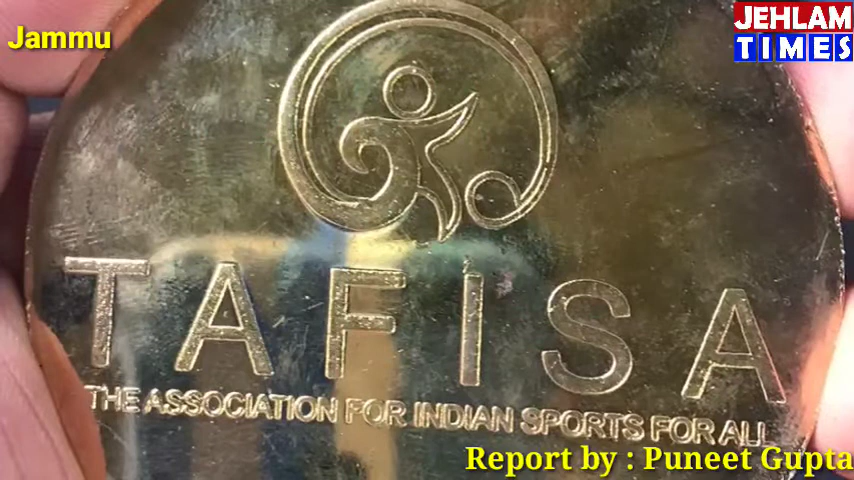 Jammu
JEHLAM
TIMES
TAFISA
THE ASSOCIATION FOR INDIAN SPORTS FOR ALL
Report by : Puneet Gupta